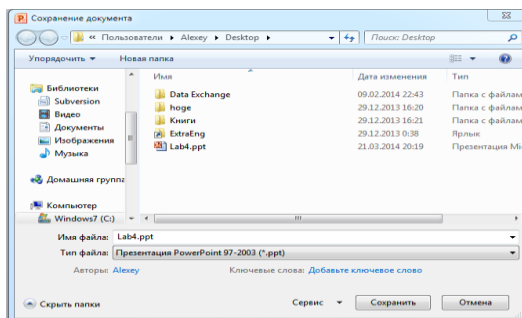 Сохранение документа
« Пользователи ▸ Alexey ▸ Desktop ▸ Поиск: Desktop
Упорядочить ▾ Новая папка
Имя Дата изменения Тип
Библиотеки
Subversion
Видео
Документы
Изображения
Музыка
Домашняя группа
Компьютер
Windows7 (C:)
Data Exchange 09.02.2014 22:43 Папка с файлам
hoge 29.12.2013 16:20 Папка с файлам
Книги 29.12.2013 16:21 Папка с файлам
ExtraEng 29.12.2013 0:38 Ярлык
Lab4.ppt 21.03.2014 20:19 Презентация Mi
Имя файла: Lab4.ppt
Тип файла: Презентация PowerPoint 97-2003 (*.ppt)
Авторы: Alexey Ключевые слова: Добавьте ключевое слово
Скрыть папки Сервис ▾ Сохранить Отмена